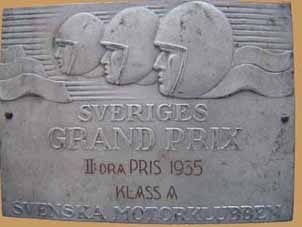 SVERIGES
GRAND PRIX
II:DRA PRIS 1935
KLASS A
SVENSKA MOTORKLUBBEN